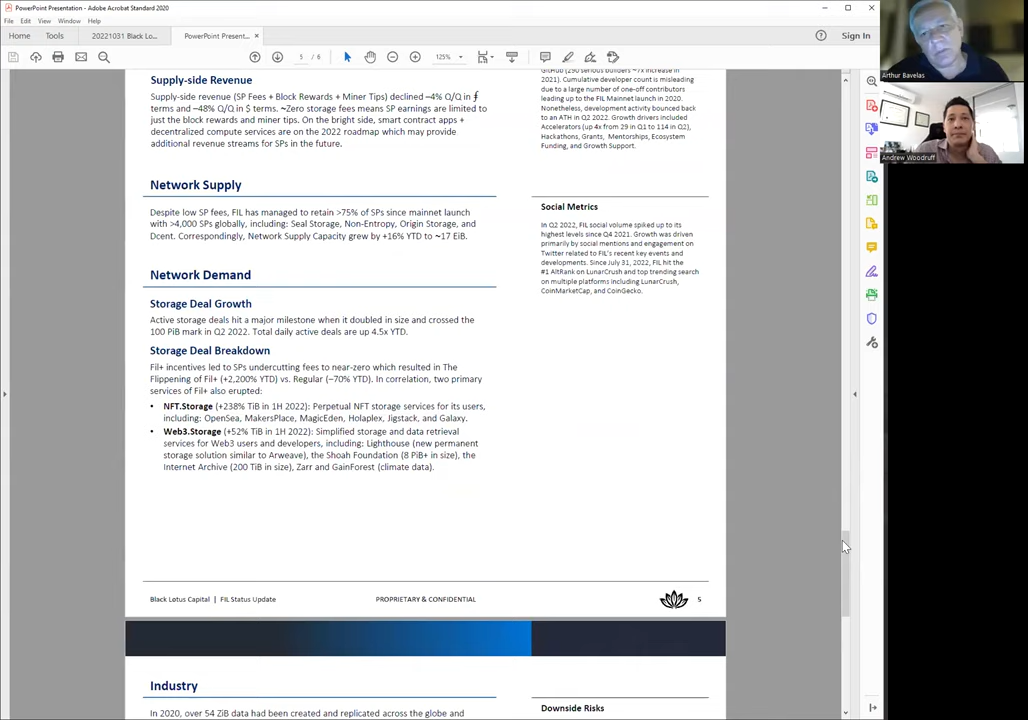 PowerPoint Presentation - Adobe Acrobat Standard 2020
File Edit View Window Help
Home Tools 20221031 Black Lo... PowerPoint Present... ×
Sign In
5 / 6 125%
Arthur Bavelas
Andrew Woodruff
Supply-side Revenue
Supply-side revenue (SP Fees + Block Rewards + Miner Tips) declined –4% Q/Q in ⨎
terms and –48% Q/Q in $ terms. ~Zero storage fees means SP earnings are limited to
just the block rewards and miner tips. On the bright side, smart contract apps +
decentralized compute services are on the 2022 roadmap which may provide
additional revenue streams for SPs in the future.
Network Supply
Despite low SP fees, FIL has managed to retain >75% of SPs since mainnet launch
with >4,000 SPs globally, including: Seal Storage, Non-Entropy, Origin Storage, and
Dcent. Correspondingly, Network Supply Capacity grew by +16% YTD to ~17 EiB.
Network Demand
Storage Deal Growth
Active storage deals hit a major milestone when it doubled in size and crossed the
100 PiB mark in Q2 2022. Total daily active deals are up 4.5x YTD.
Storage Deal Breakdown
Fil+ incentives led to SPs undercutting fees to near-zero which resulted in The
Flippening of Fil+ (+2,200% YTD) vs. Regular (–70% YTD). In correlation, two primary
services of Fil+ also erupted:
• NFT.Storage (+238% TiB in 1H 2022): Perpetual NFT storage services for its users,
including: OpenSea, MakersPlace, MagicEden, Holaplex, Jigstack, and Galaxy.
• Web3.Storage (+52% TiB in 1H 2022): Simplified storage and data retrieval
services for Web3 users and developers, including: Lighthouse (new permanent
storage solution similar to Arweave), the Shoah Foundation (8 PiB+ in size), the
Internet Archive (200 TiB in size), Zarr and GainForest (climate data).
GitHub (290 serious builders ~7x increase in
2021). Cumulative developer count is misleading
due to a large number of one-off contributors
leading up to the FIL Mainnet launch in 2020.
Nonetheless, development activity bounced back
to an ATH in Q2 2022. Growth drivers included
Accelerators (up 4x from 29 in Q1 to 114 in Q2),
Hackathons, Grants, Mentorships, Ecosystem
Funding, and Growth Support.
Social Metrics
In Q2 2022, FIL social volume spiked up to its
highest levels since Q4 2021. Growth was driven
primarily by social mentions and engagement on
Twitter related to FIL's recent key events and
developments. Since July 31, 2022, FIL hit the
#1 AltRank on LunarCrush and top trending search
on multiple platforms including LunarCrush,
CoinMarketCap, and CoinGecko.
Black Lotus Capital | FIL Status Update PROPRIETARY & CONFIDENTIAL 5
Industry
In 2020, over 54 ZiB data had been created and replicated across the globe and
Downside Risks